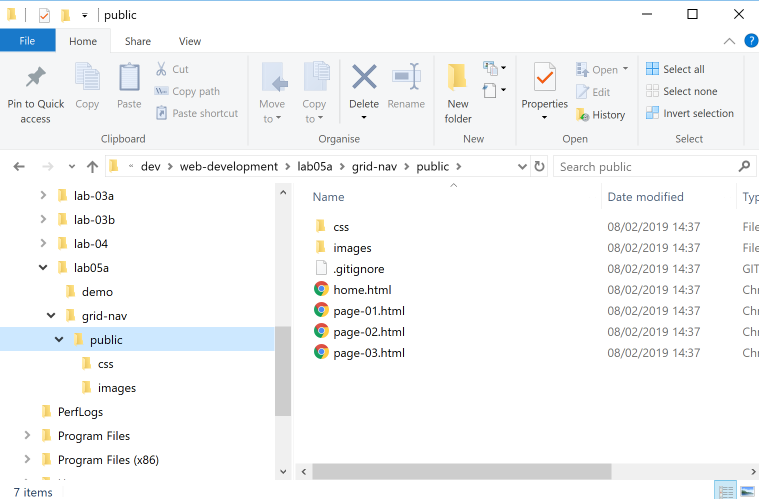 public
File Home Share View
Pin to Quick access
Copy
Paste
Cut
Copy path
Paste shortcut
Clipboard
Move to
Copy to
Delete
Rename
Organise
New folder
New
Properties
Open
Edit
History
Open
Select all
Select none
Invert selection
Select
« dev > web-development > lab05a > grid-nav > public >
Search public
lab-03a
lab-03b
lab-04
lab05a
demo
grid-nav
public
css
images
PerfLogs
Program Files
Program Files (x86)
Name Date modified Typ
css 08/02/2019 14:37 File
images 08/02/2019 14:37 File
.gitignore 08/02/2019 14:37 GIT
home.html 08/02/2019 14:37 Chr
page-01.html 08/02/2019 14:37 Chr
page-02.html 08/02/2019 14:37 Chr
page-03.html 08/02/2019 14:37 Chr
7 items